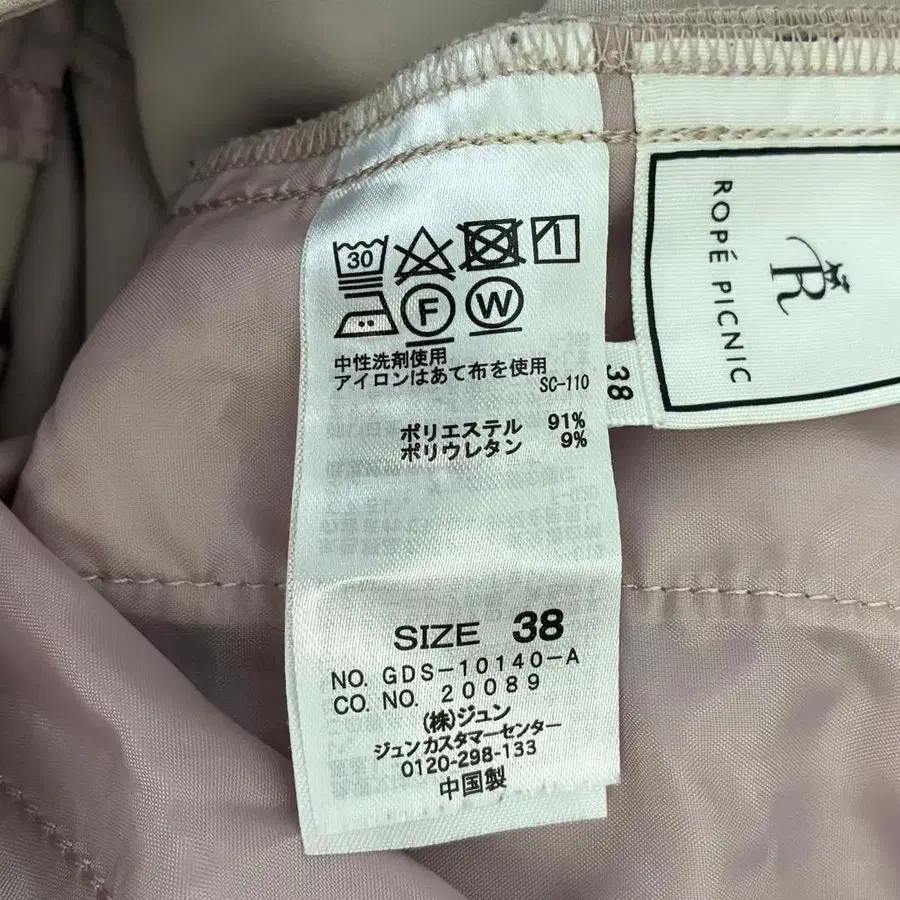 30
F W
中性洗剤使用
アイロンはあて布を使用
SC-110
ポリエステル 91%
ポリウレタン 9%
SIZE 38
NO. GDS-10140-A
CO. NO. 20089
(株)ジュン
ジュンカスタマーセンター
0120-298-133
中国製
38
R
ROPÉ PICNIC